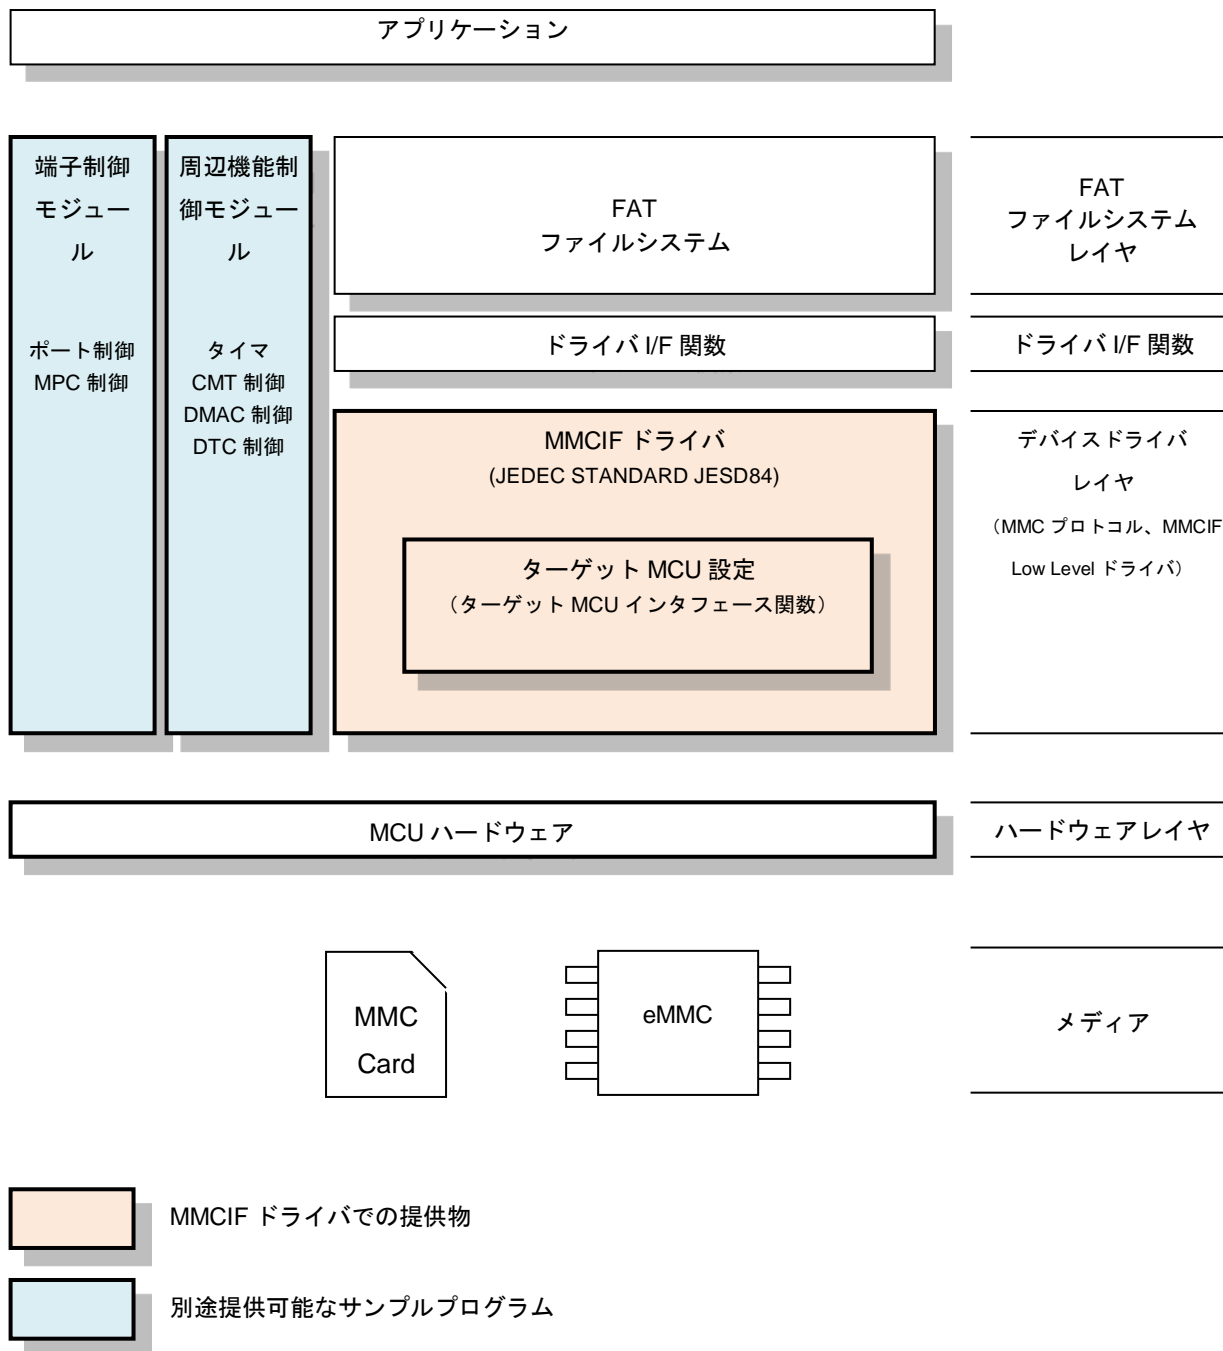 アプリケーション
端子制御
モジュー
ル
ポート制御
MPC 制御
周辺機能制
御モジュー
ル
タイマ
CMT 制御
DMAC 制御
DTC 制御
FAT
ファイルシステム
FAT
ファイルシステム
レイヤ
ドライバ I/F 関数
ドライバ I/F 関数
MMCIF ドライバ
(JEDEC STANDARD JESD84)
ターゲット MCU 設定
（ターゲット MCU インタフェース関数）
デバイスドライバ
レイヤ
（MMC プロトコル、MMCIF
Low Level ドライバ）
MCU ハードウェア
ハードウェアレイヤ
MMC
Card
eMMC
メディア
MMCIF ドライバでの提供物
別途提供可能なサンプルプログラム